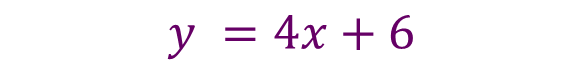 y = 4x + 6